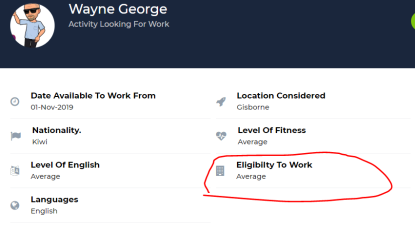 Wayne George
Activity Looking For Work
Date Available To Work From
01-Nov-2019
Location Considered
Gisborne
Nationality.
Kiwi
Level Of Fitness
Average
Level Of English
Average
Eligibilty To Work
Average
Languages
English